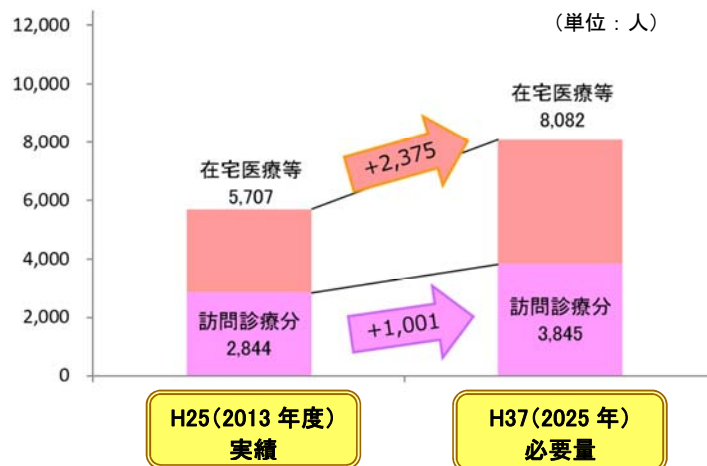 (単位：人)
12,000
10,000
8,000
6,000
4,000
2,000
0
在宅医療等
5,707
訪問診療分
2,844
+2,375
+1,001
在宅医療等
8,082
訪問診療分
3,845
H25(2013 年度)
実績
H37(2025 年)
必要量